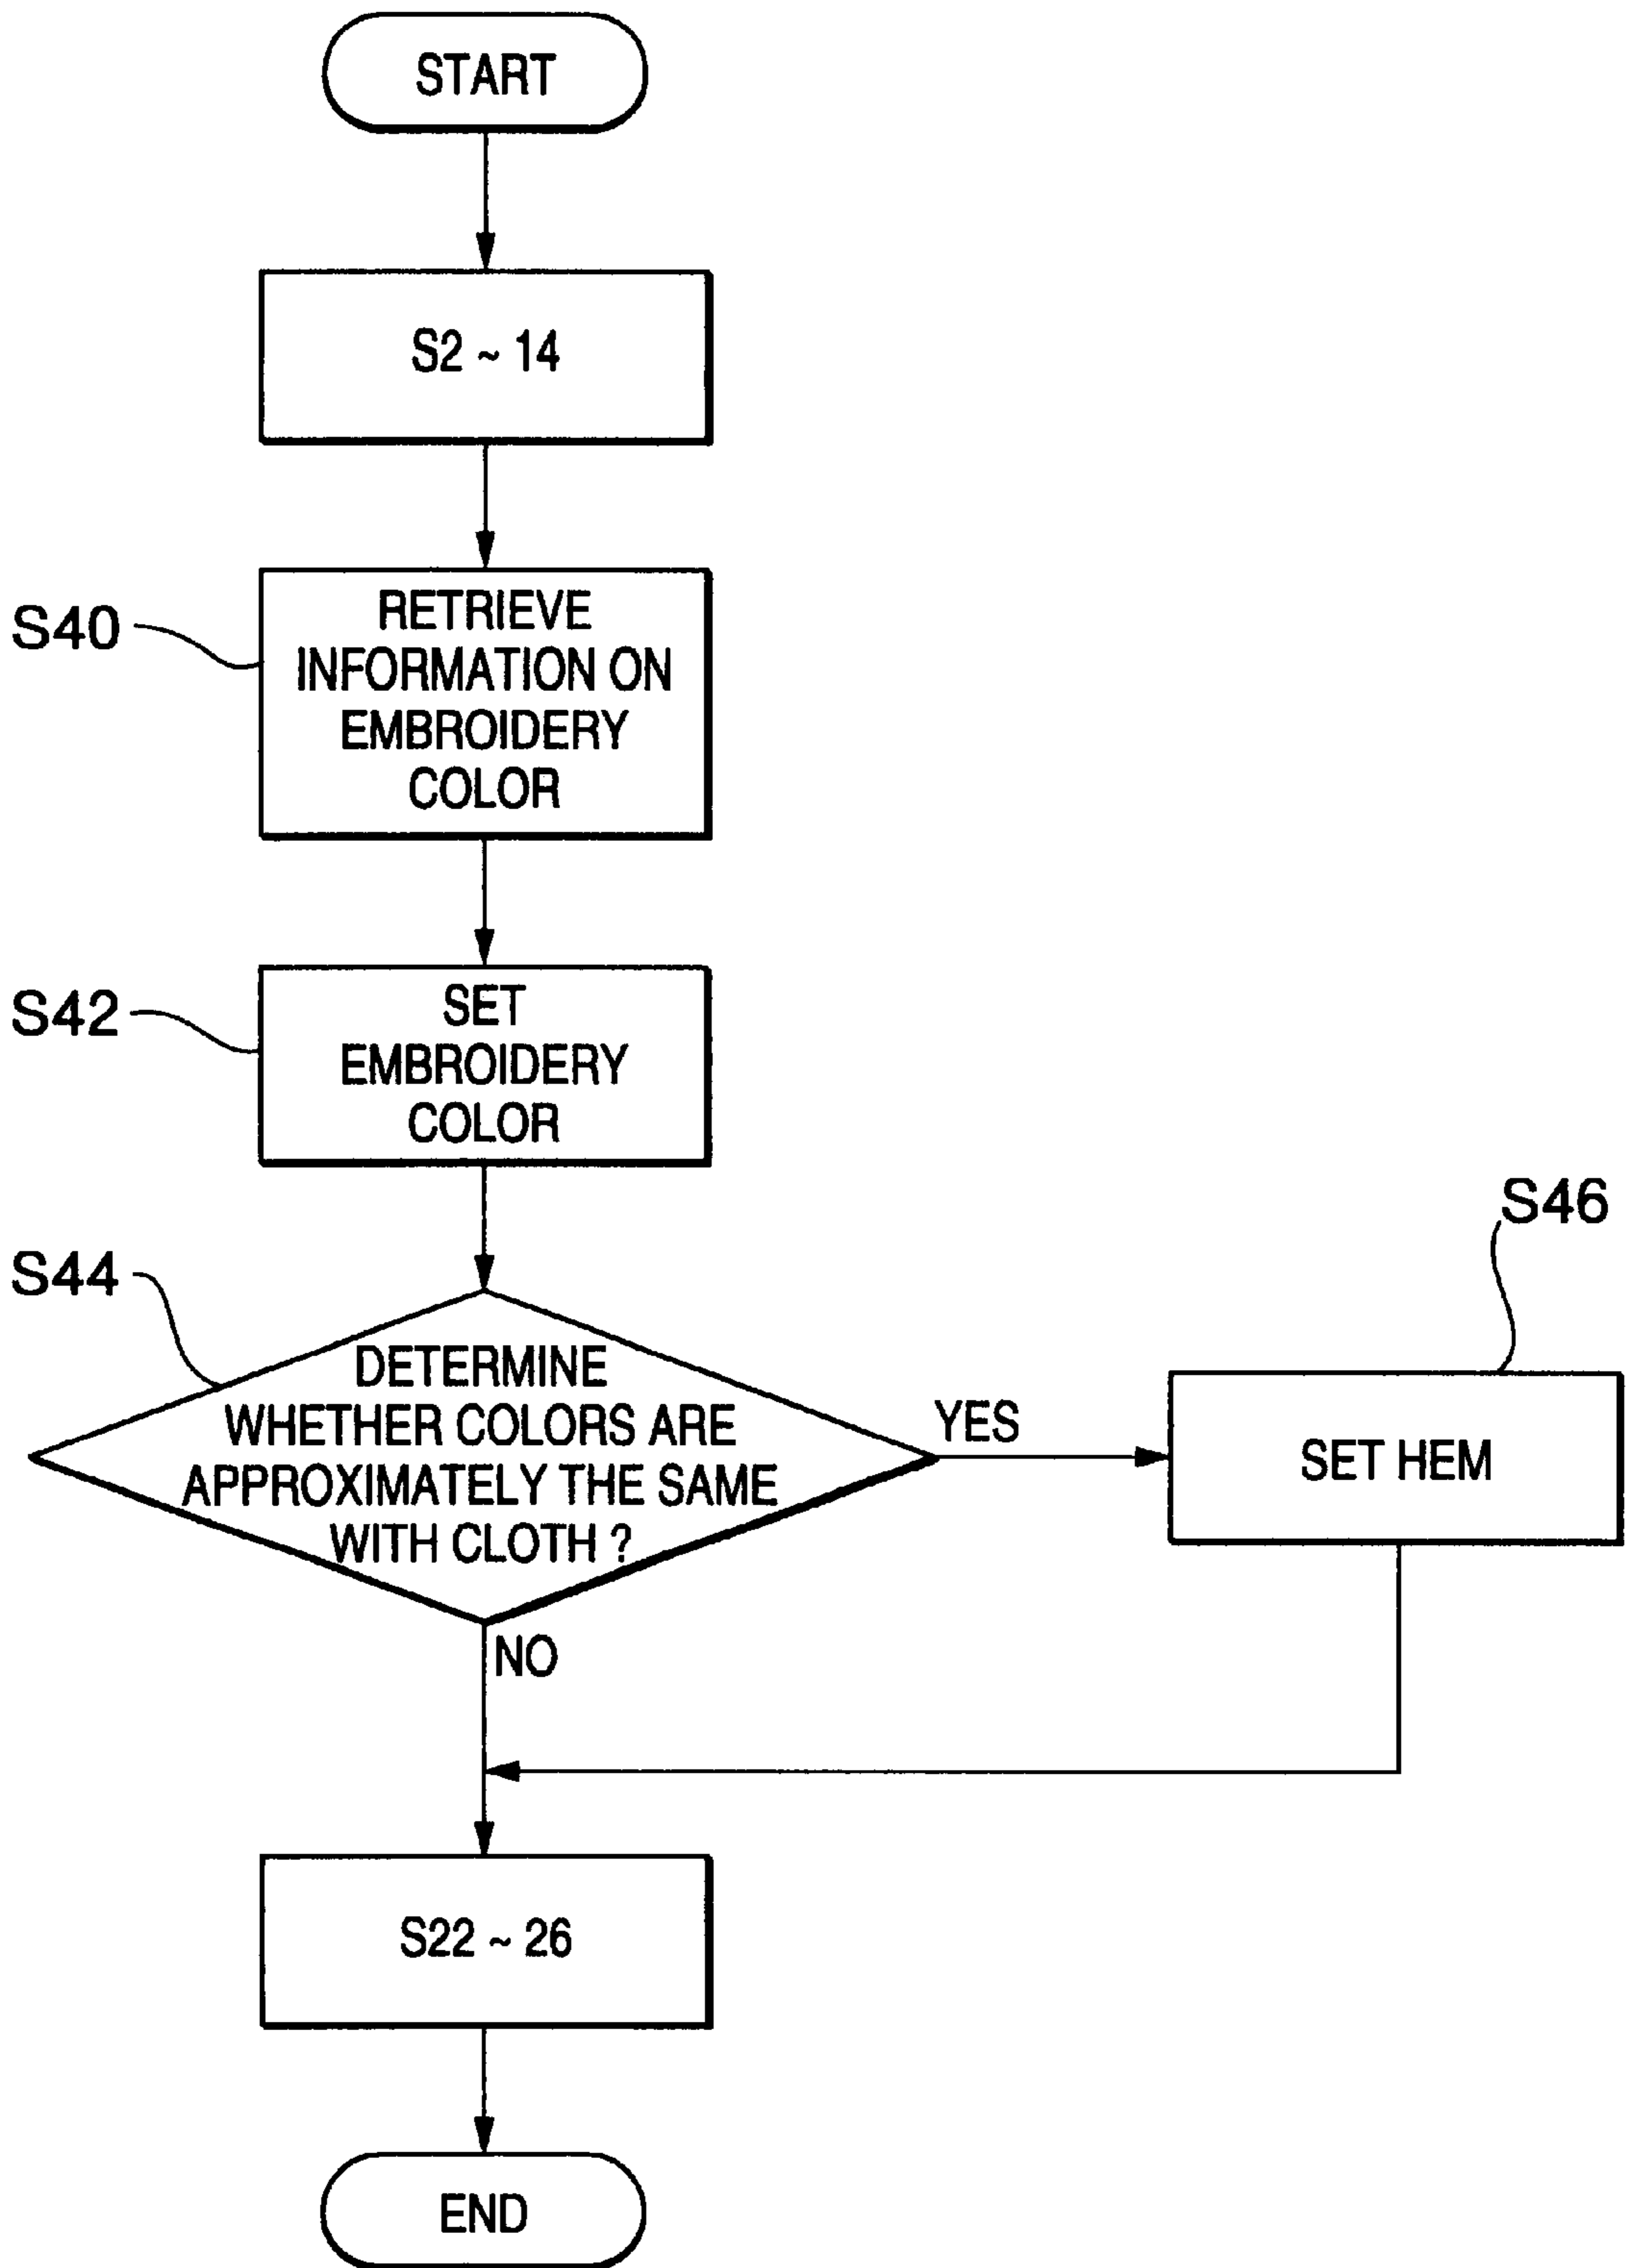 START
S2 ~ 14
S40
RETRIEVE
INFORMATION ON
EMBROIDERY
COLOR
S42
SET
EMBROIDERY
COLOR
S44
DETERMINE
WHETHER COLORS ARE
APPROXIMATELY THE SAME
WITH CLOTH ?
YES
S46
SET HEM
NO
S22 ~ 26
END